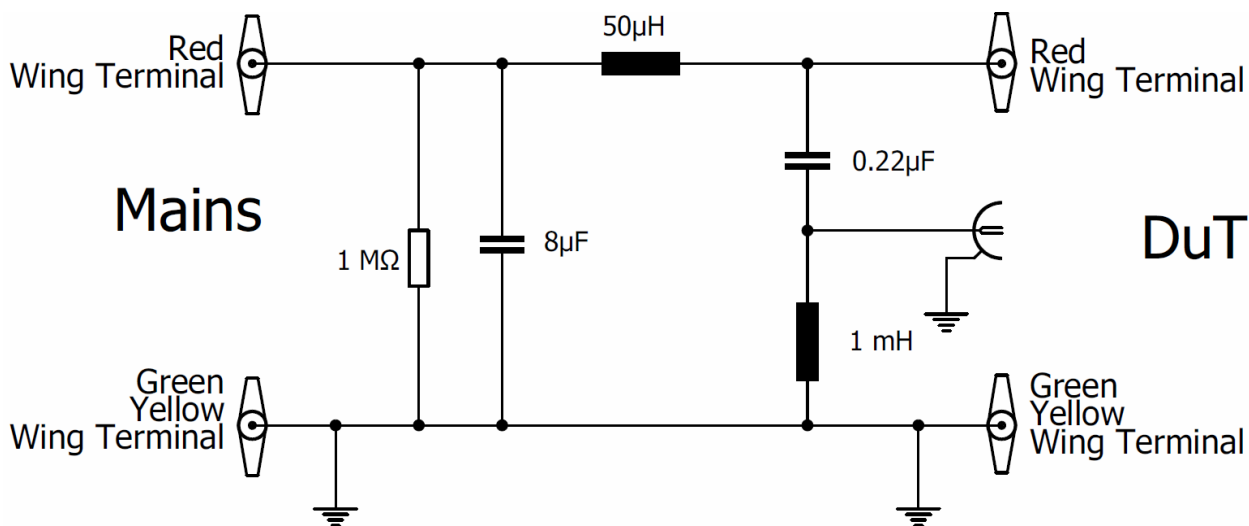 50µH
Red
Wing Terminal
Red
Wing Terminal
0.22µF
Mains
DuT
8µF
1 MΩ
1 mH
Green
Yellow
Wing Terminal
Green
Yellow
Wing Terminal